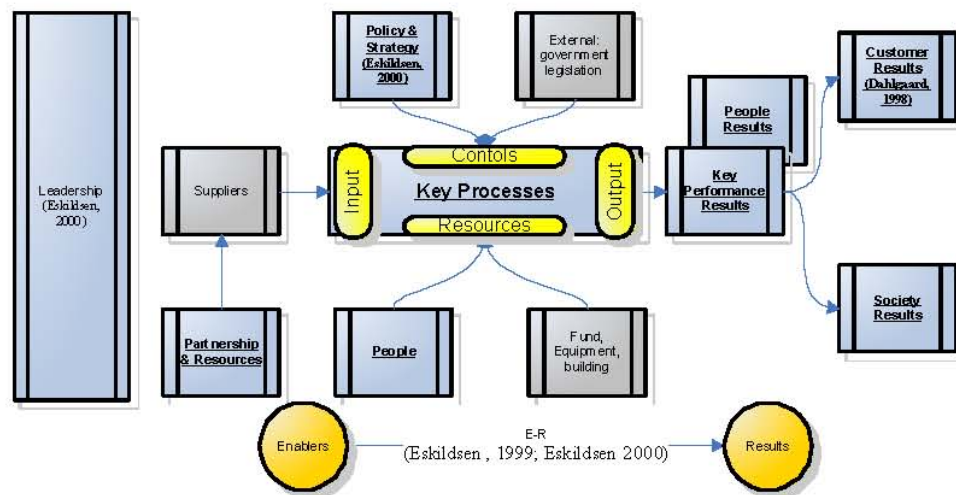 Leadership
(Eskildsen,
2000)
Policy &
Strategy
(Eskildsen,
2000)
External:
government
legislation
Customer
Results
(Dahlgaard,
1998)
People
Results
Suppliers
Input
Contols
Key Processes
Resources
Output
Key
Performance
Results
Partnership
& Resources
People
Fund,
Equipment,
building
Society
Results
Enablers
E-R
(Eskildsen , 1999; Eskildsen 2000)
Results